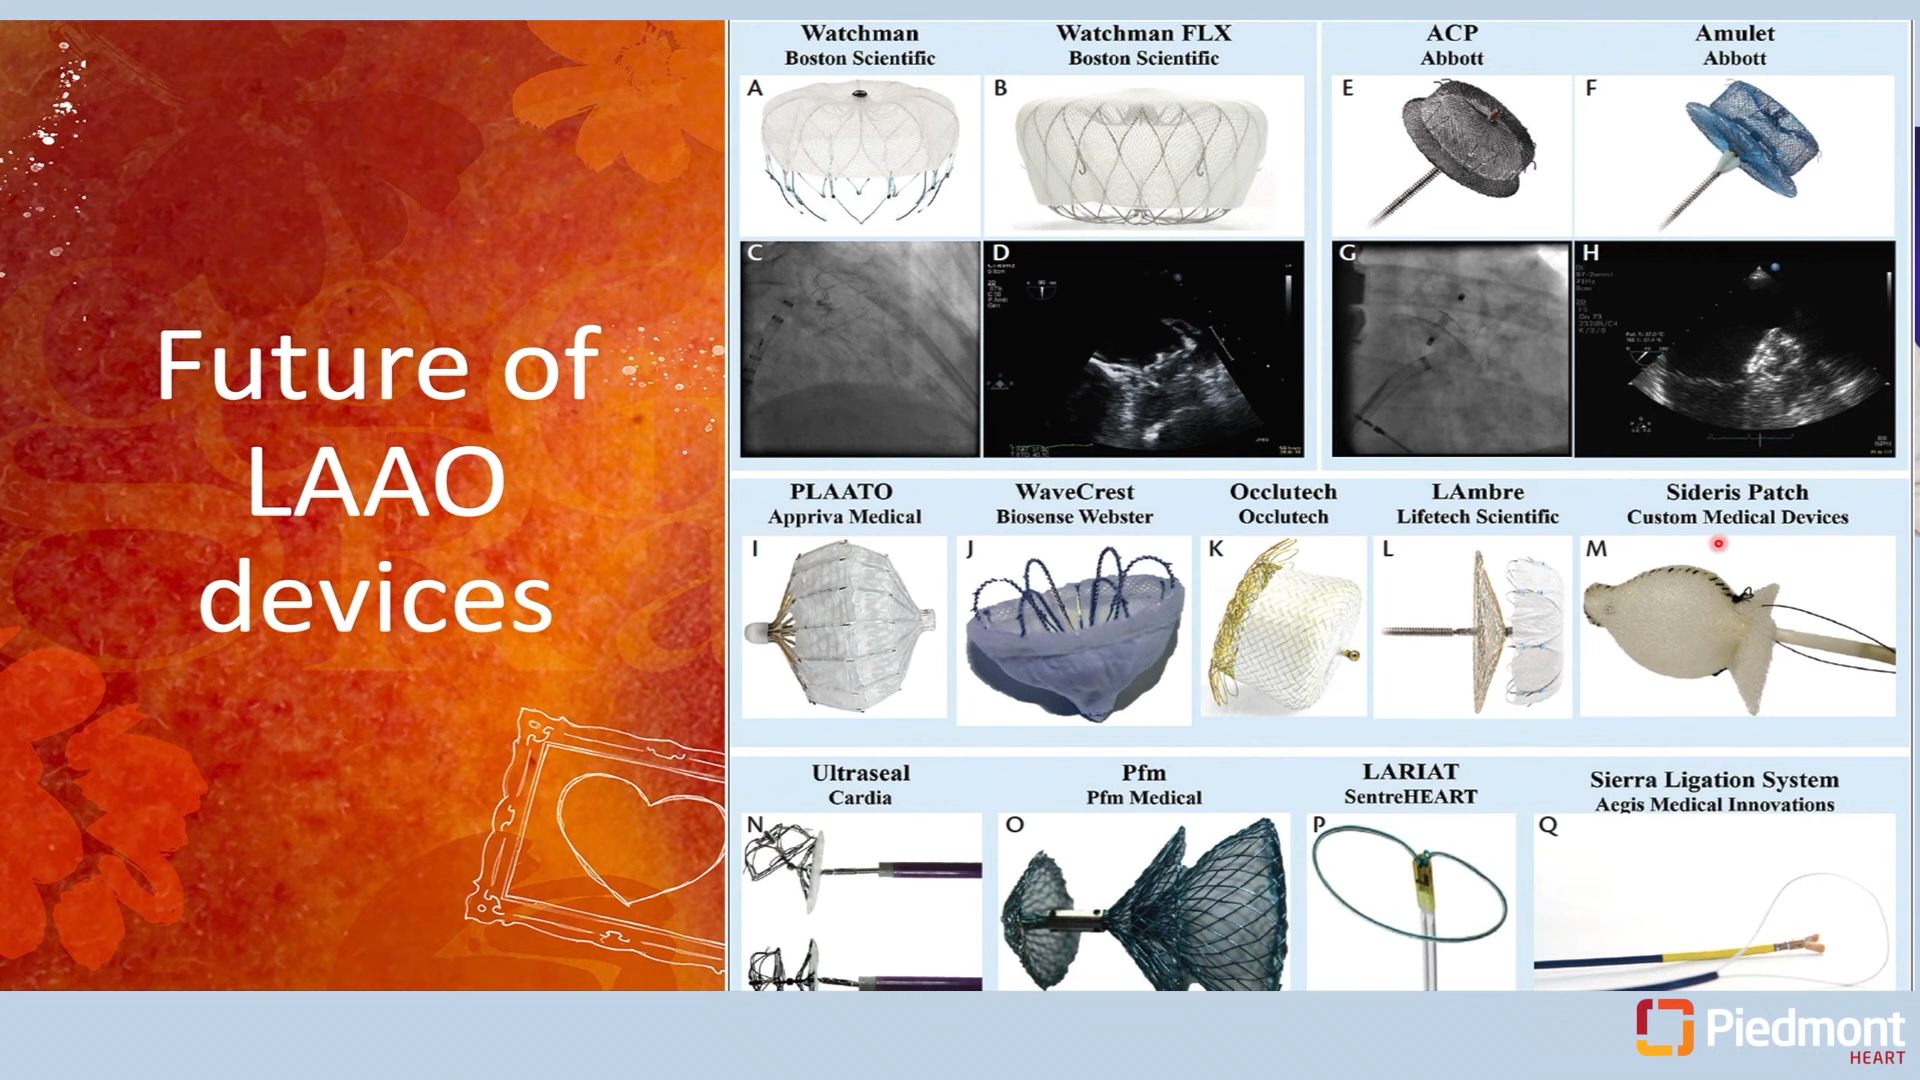 Future of
LAAO
devices
Watchman
Boston Scientific
Watchman FLX
Boston Scientific
ACP
Abbott
Amulet
Abbott
A
B
E
F
C
D
G
H
PLAATO
Appriva Medical
WaveCrest
Biosense Webster
Occlutech
Occlutech
LAmbre
Lifetech Scientific
Sideris Patch
Custom Medical Devices
I
J
K
L
M
Ultraseal
Cardia
Pfm
Pfm Medical
LARIAT
SentreHEART
Sierra Ligation System
Aegis Medical Innovations
N
O
P
Q
Piedmont
HEART